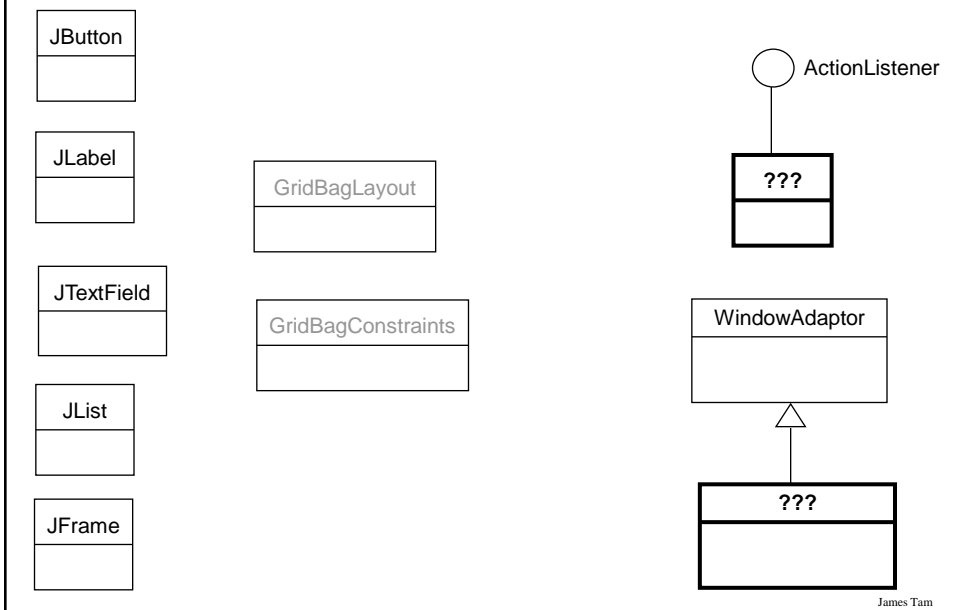 JButton
JLabel
JTextField
JList
JFrame
GridBagLayout
GridBagConstraints
ActionListener
???
WindowAdaptor
???
James Tam